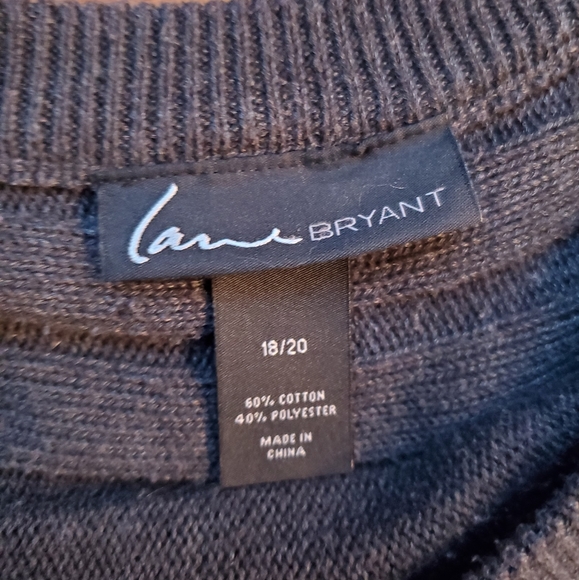 Lane BRYANT
18/20
60% COTTON
40% POLYESTER
MADE IN
CHINA